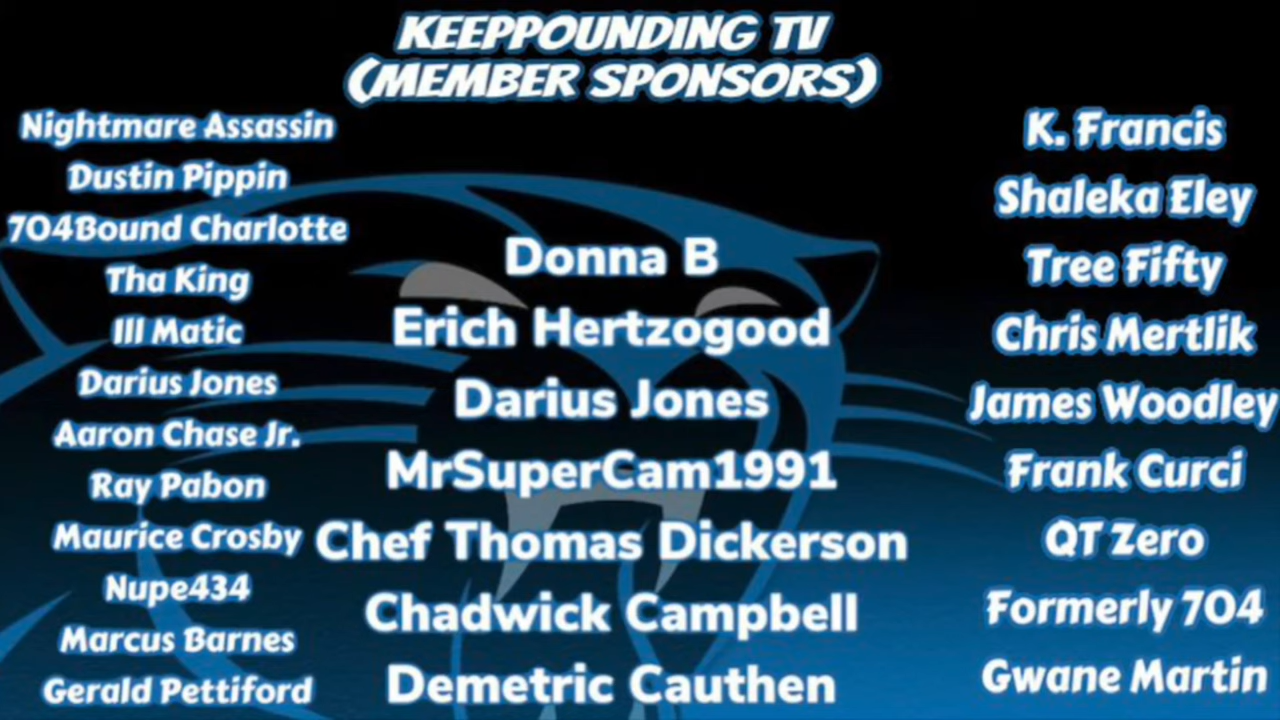 KEEPPOUNDING TV
(MEMBER SPONSORS)
Nightmare Assassin
Dustin Pippin
704Bound Charlotte
Tha King
Ill Matic
Darius Jones
Aaron Chase Jr.
Ray Pabon
Maurice Crosby
Nupe434
Marcus Barnes
Gerald Pettiford
Donna B
Erich Hertzogood
Darius Jones
MrSuperCam1991
Chef Thomas Dickerson
Chadwick Campbell
Demetric Cauthen
K. Francis
Shaleka Eley
Tree Fifty
Chris Mertlik
James Woodley
Frank Curci
QT Zero
Formerly 704
Gwane Martin